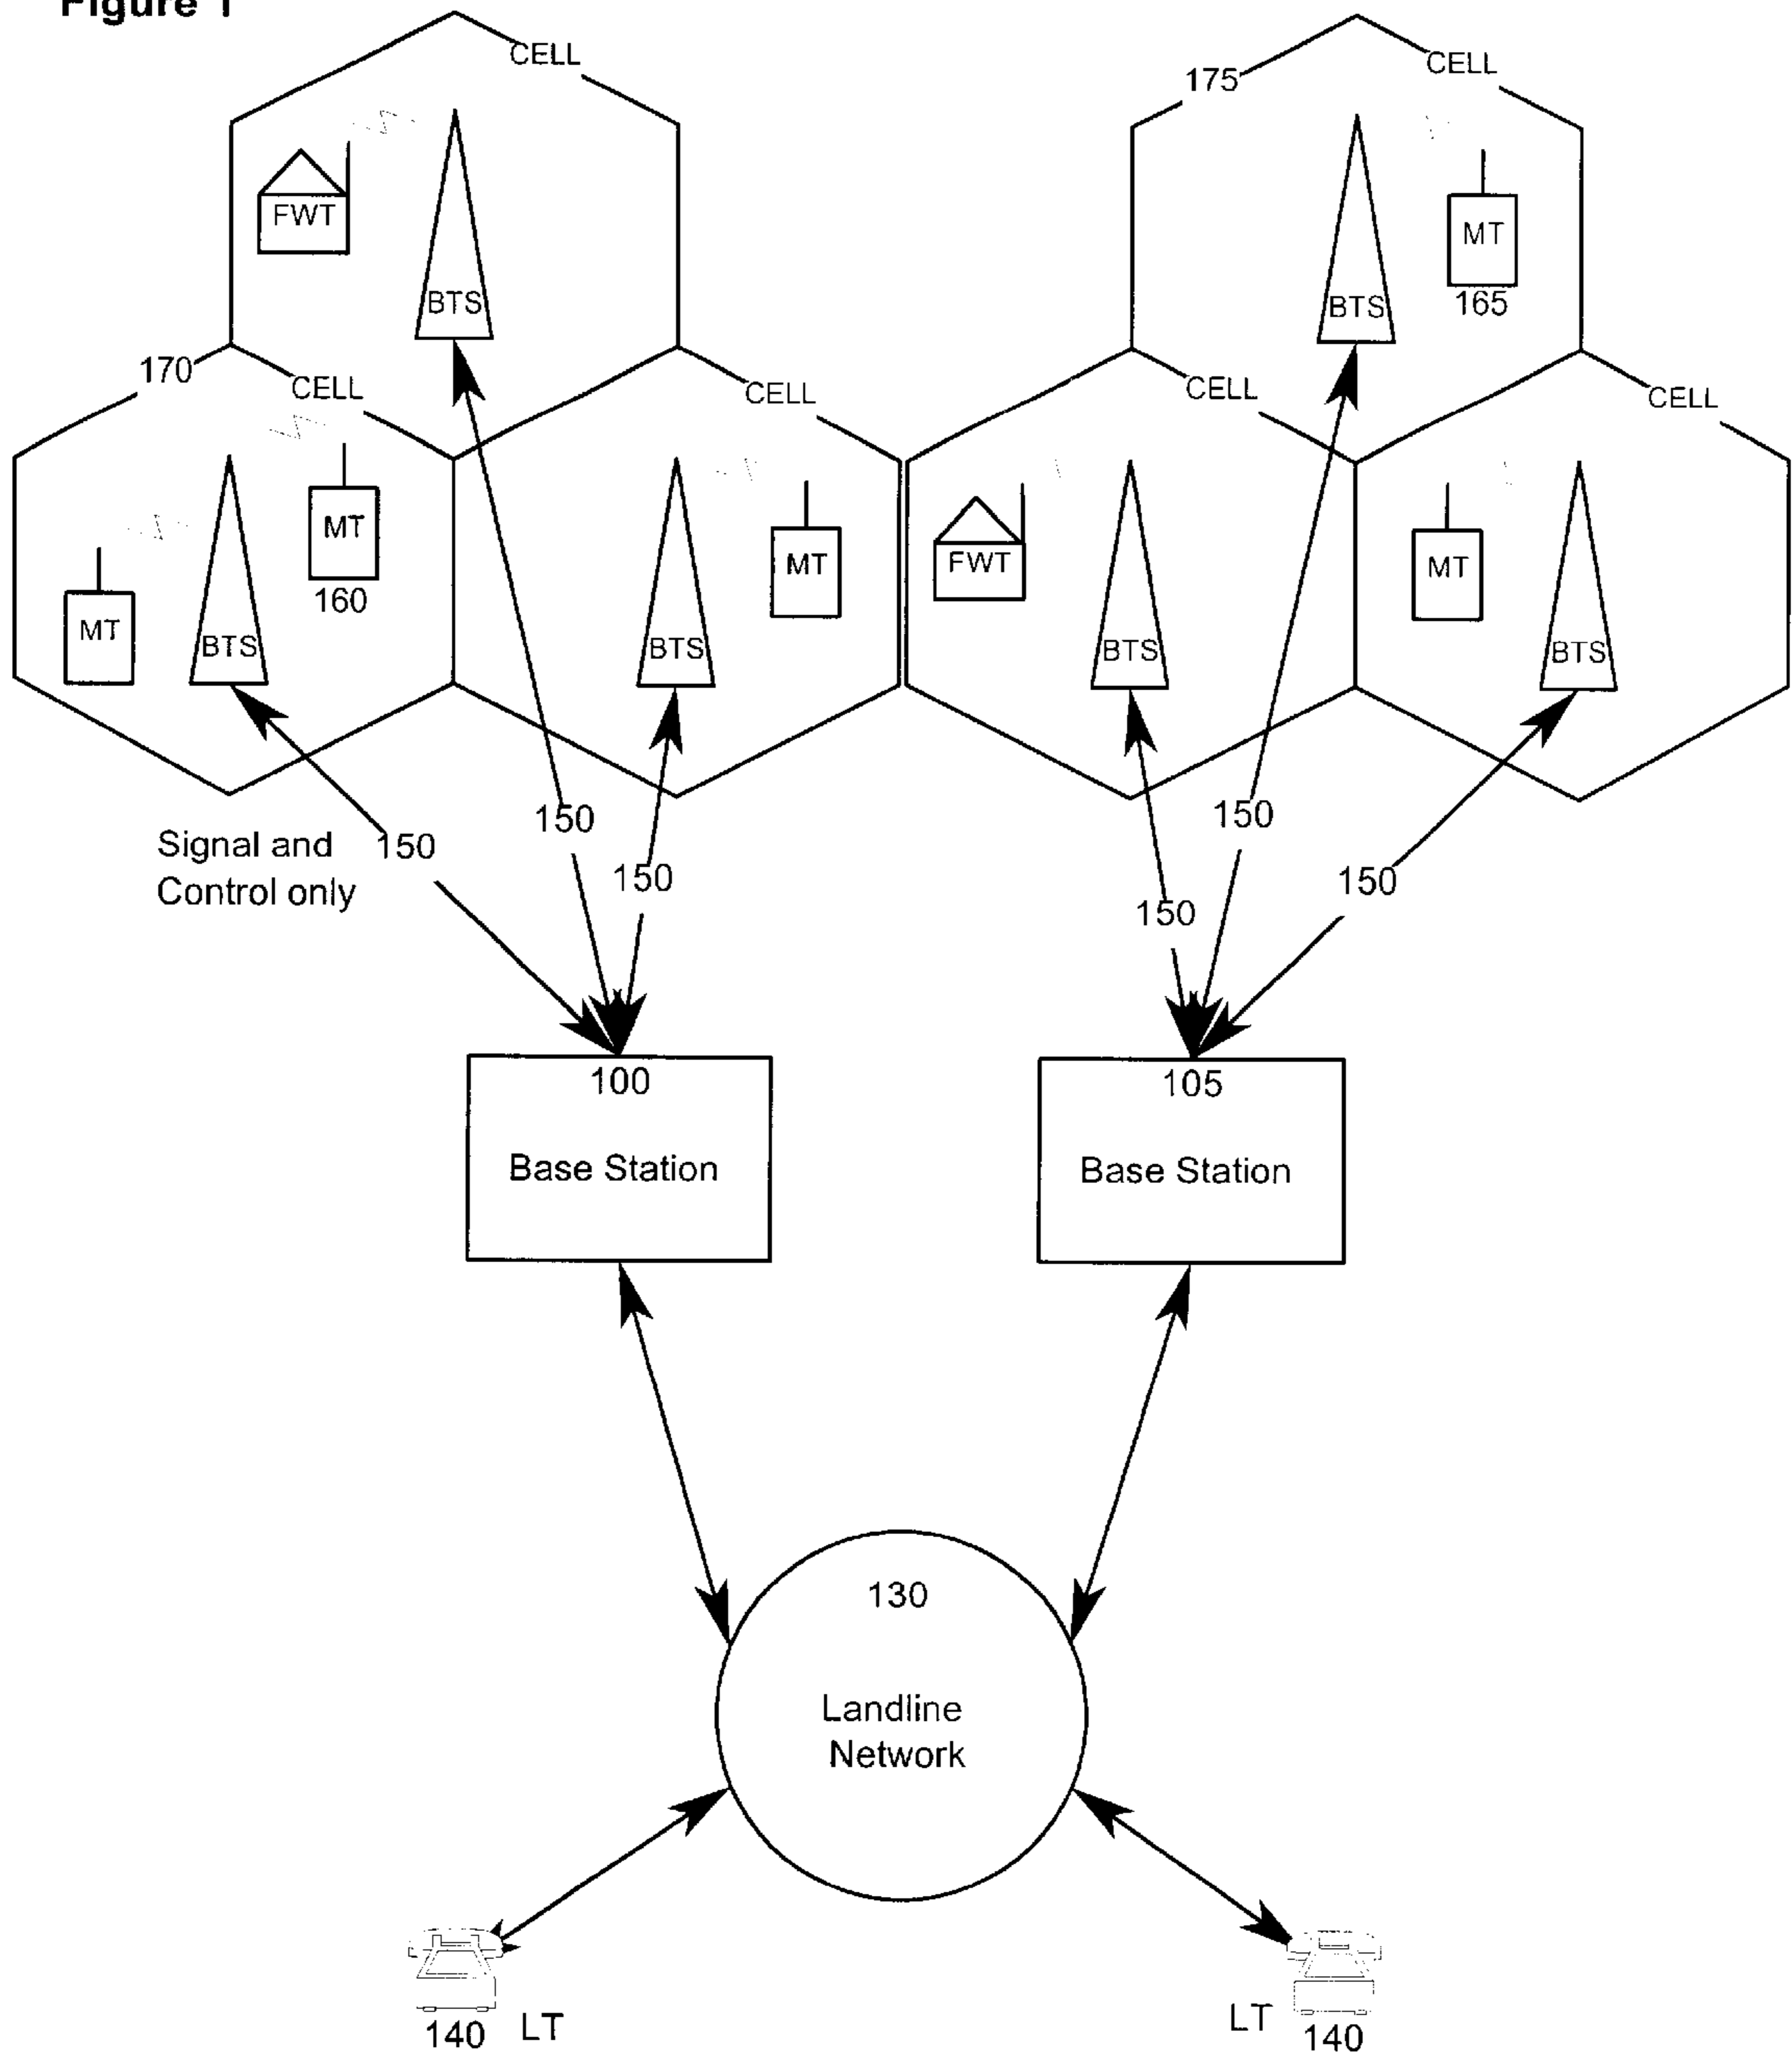 Figure 1
CELL
CELL
175
FWT
MT
BTS
BTS
165
170
CELL
CELL
CELL
CELL
MT
MT
FWT
MT
160
MT
BTS
BTS
BTS
BTS
150
150
Signal and
Control only
150
150
150
150
100
105
Base Station
Base Station
130
Landline
Network
LT
140
LT
140